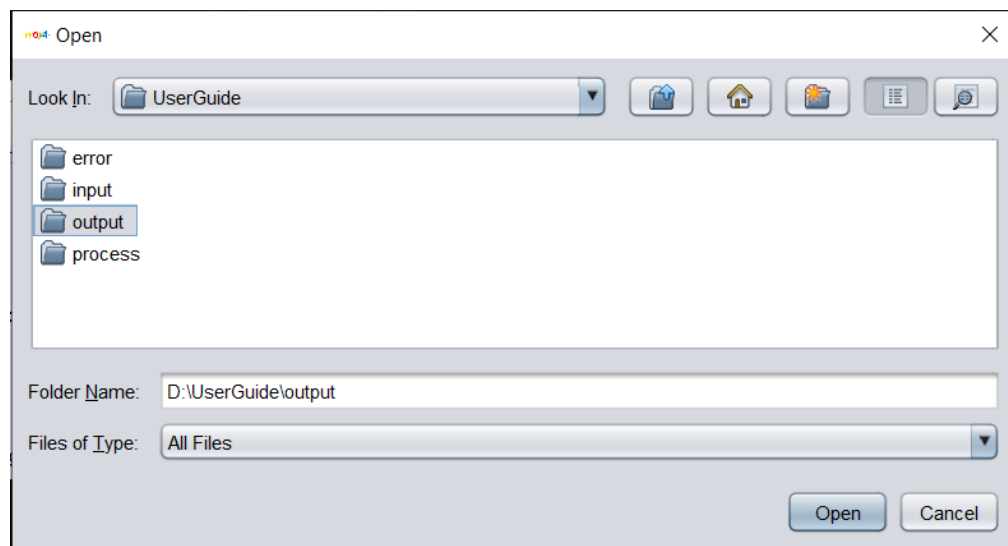 Open
Look In: UserGuide
error
input
output
process
Folder Name: D:\UserGuide\output
Files of Type: All Files
Open Cancel